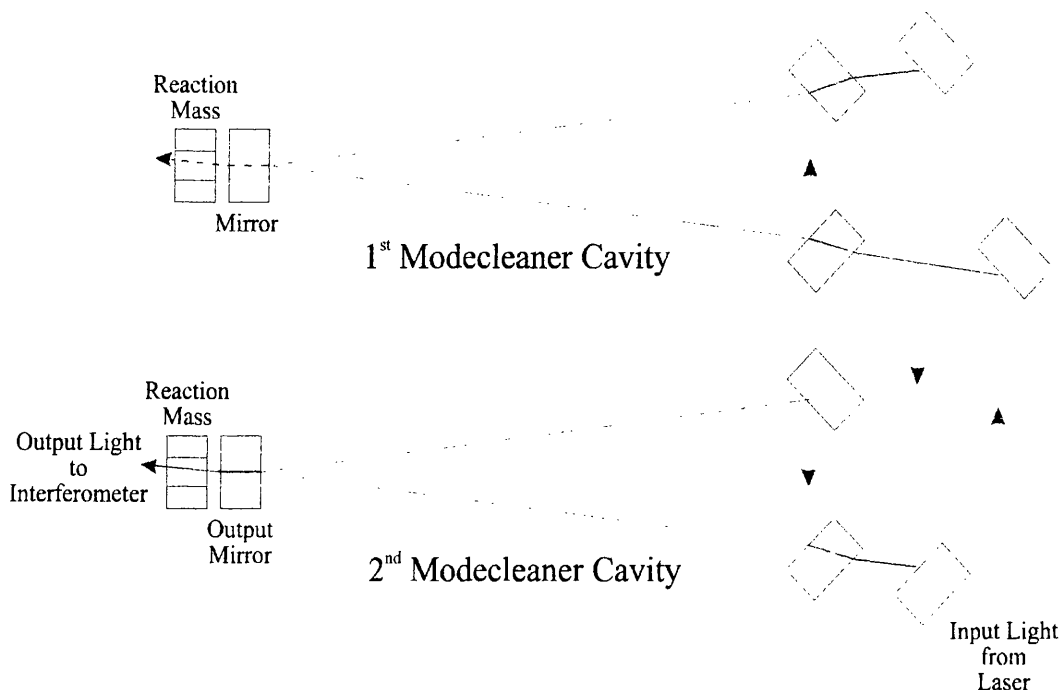 Reaction
Mass
Mirror
1st Modecleaner Cavity
Reaction
Mass
Output Light
to
Interferometer
Output
Mirror
2nd Modecleaner Cavity
Input Light
from
Laser